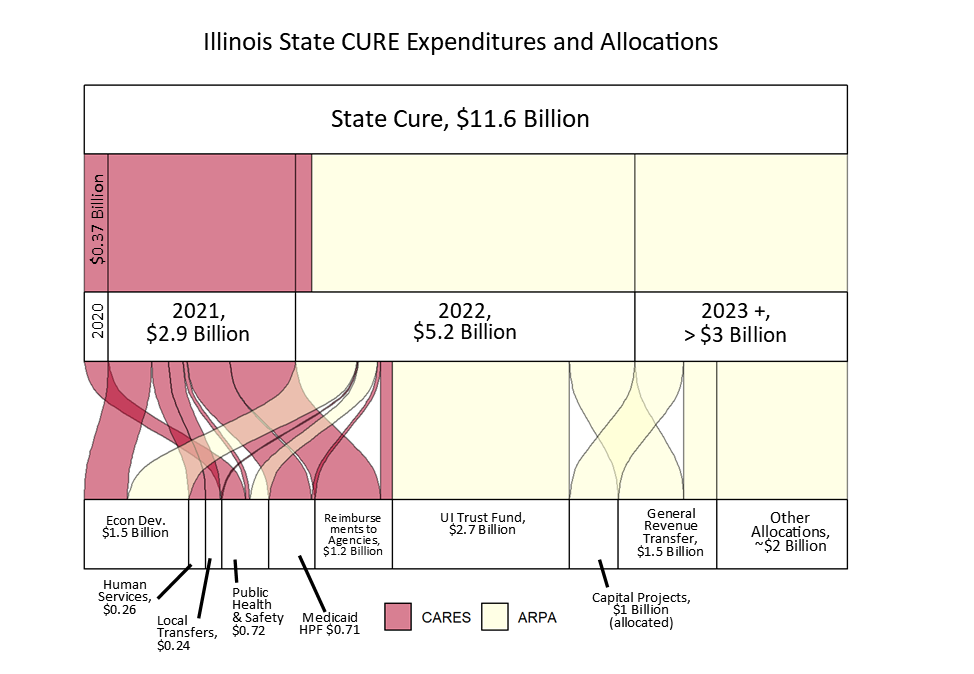 Illinois State CURE Expenditures and Allocations
State Cure, $11.6 Billion
$0.37 Billion
2020
2021,
$2.9 Billion
2022,
$5.2 Billion
2023 +,
> $3 Billion
Econ Dev.
$1.5 Billion
Reimburse
ments to
Agencies,
$1.2 Billion
UI Trust Fund,
$2.7 Billion
General
Revenue
Transfer,
$1.5 Billion
Other
Allocations,
~$2 Billion
Human
Services,
$0.26
Local
Transfers,
$0.24
Public
Health
& Safety
$0.72
Medicaid
HPF $0.71
CARES
ARPA
Capital Projects,
$1 Billion
(allocated)